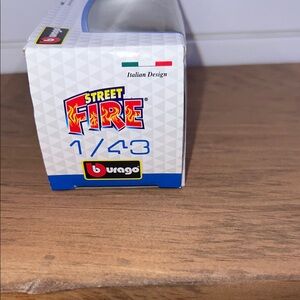 Italian Design
STREET
FIRE®
1/43
burago